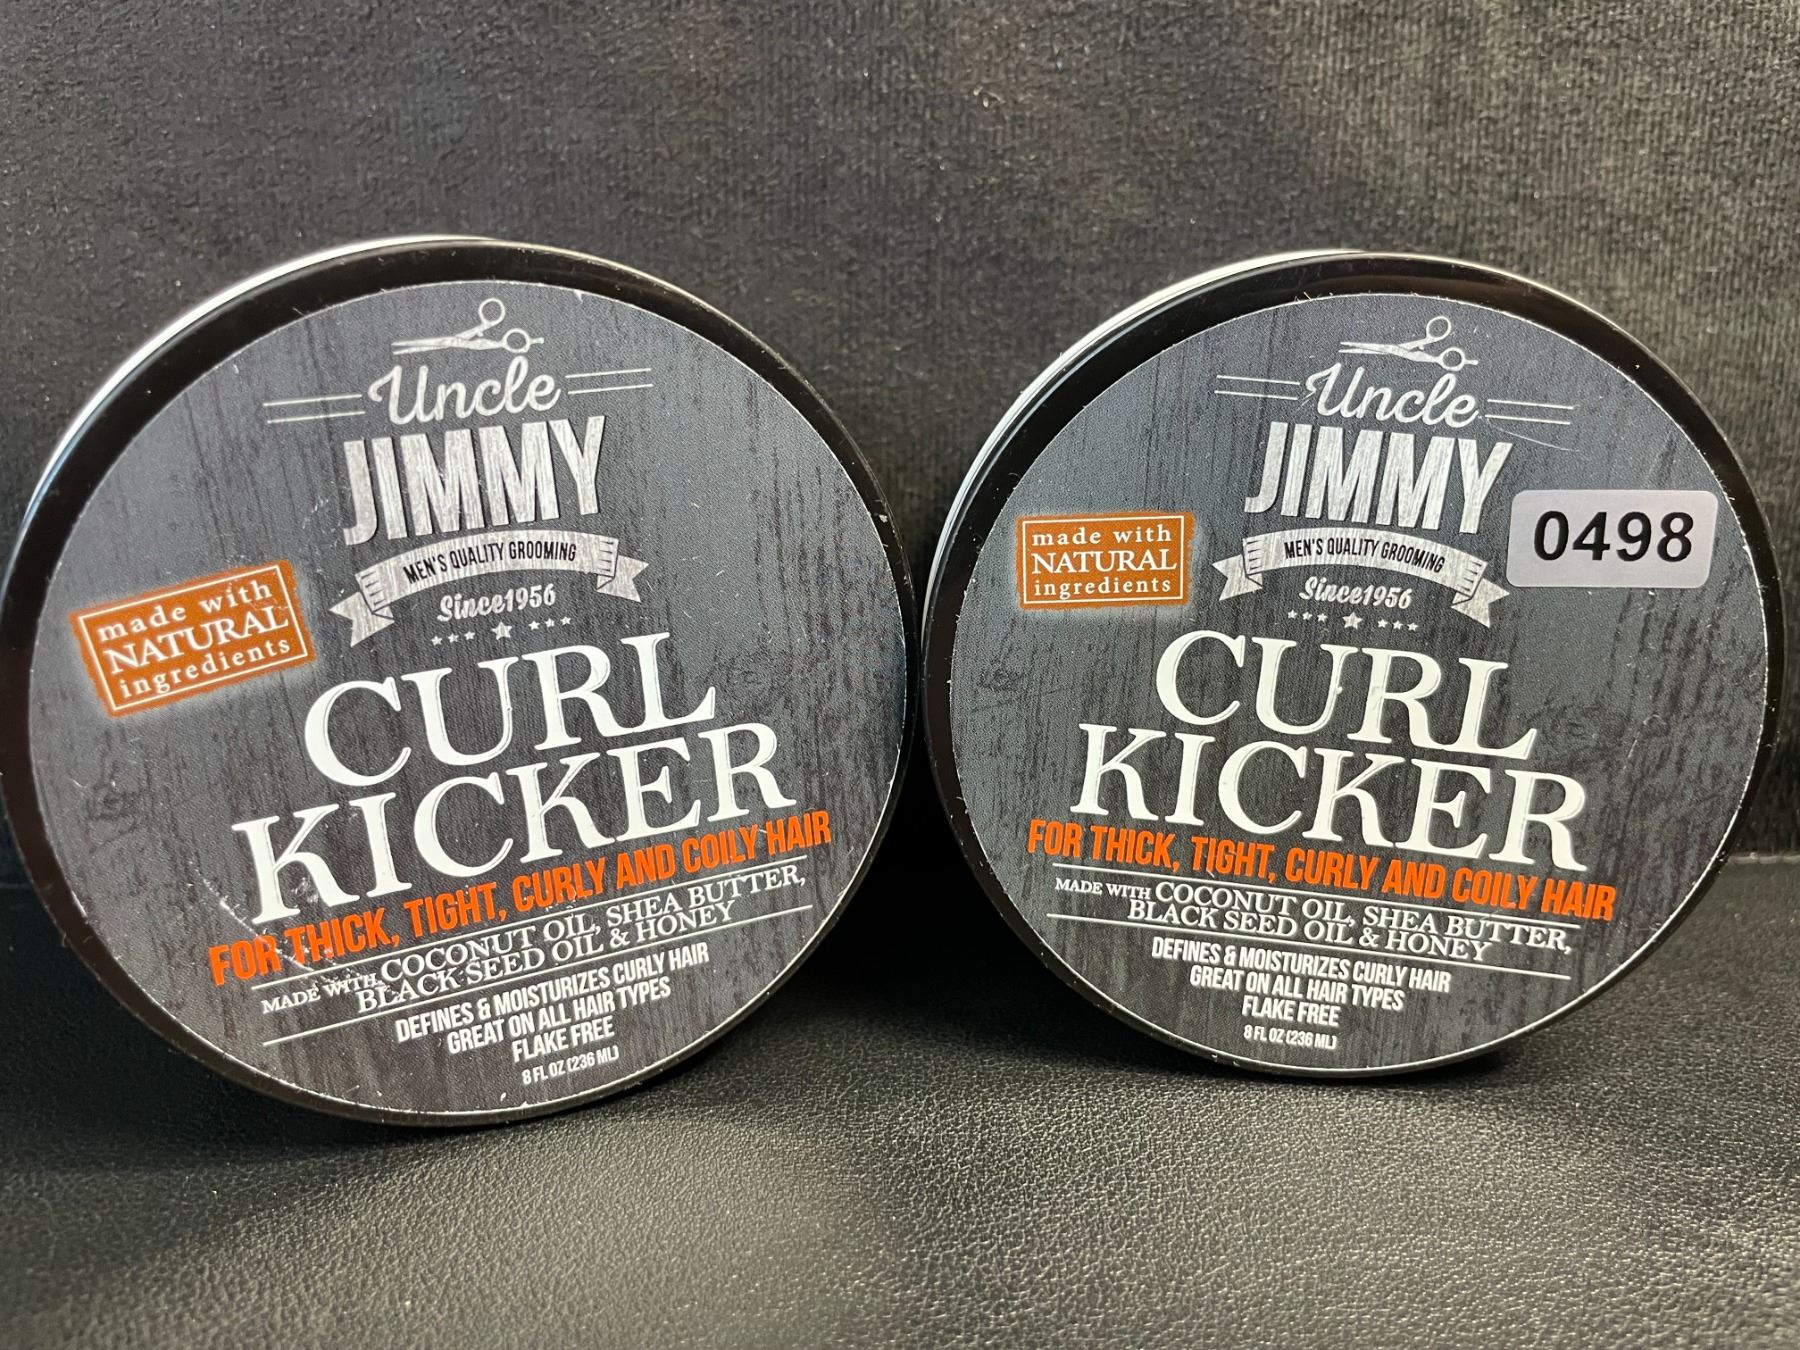 Uncle
JIMMY
MEN'S QUALITY GROOMING
Since1956
made with
NATURAL
ingredients
CURL
KICKER
FOR THICK, TIGHT, CURLY AND COILY HAIR
MADE WITH COCONUT OIL, SHEA BUTTER,
BLACK SEED OIL & HONEY
DEFINES & MOISTURIZES CURLY HAIR
GREAT ON ALL HAIR TYPES
FLAKE FREE
8 FL OZ (236 ML)
Uncle
JIMMY
MEN'S QUALITY GROOMING
Since1956
made with
NATURAL
ingredients
0498
CURL
KICKER
FOR THICK, TIGHT, CURLY AND COILY HAIR
MADE WITH COCONUT OIL, SHEA BUTTER,
BLACK SEED OIL & HONEY
DEFINES & MOISTURIZES CURLY HAIR
GREAT ON ALL HAIR TYPES
FLAKE FREE
8 FL OZ (236 ML)